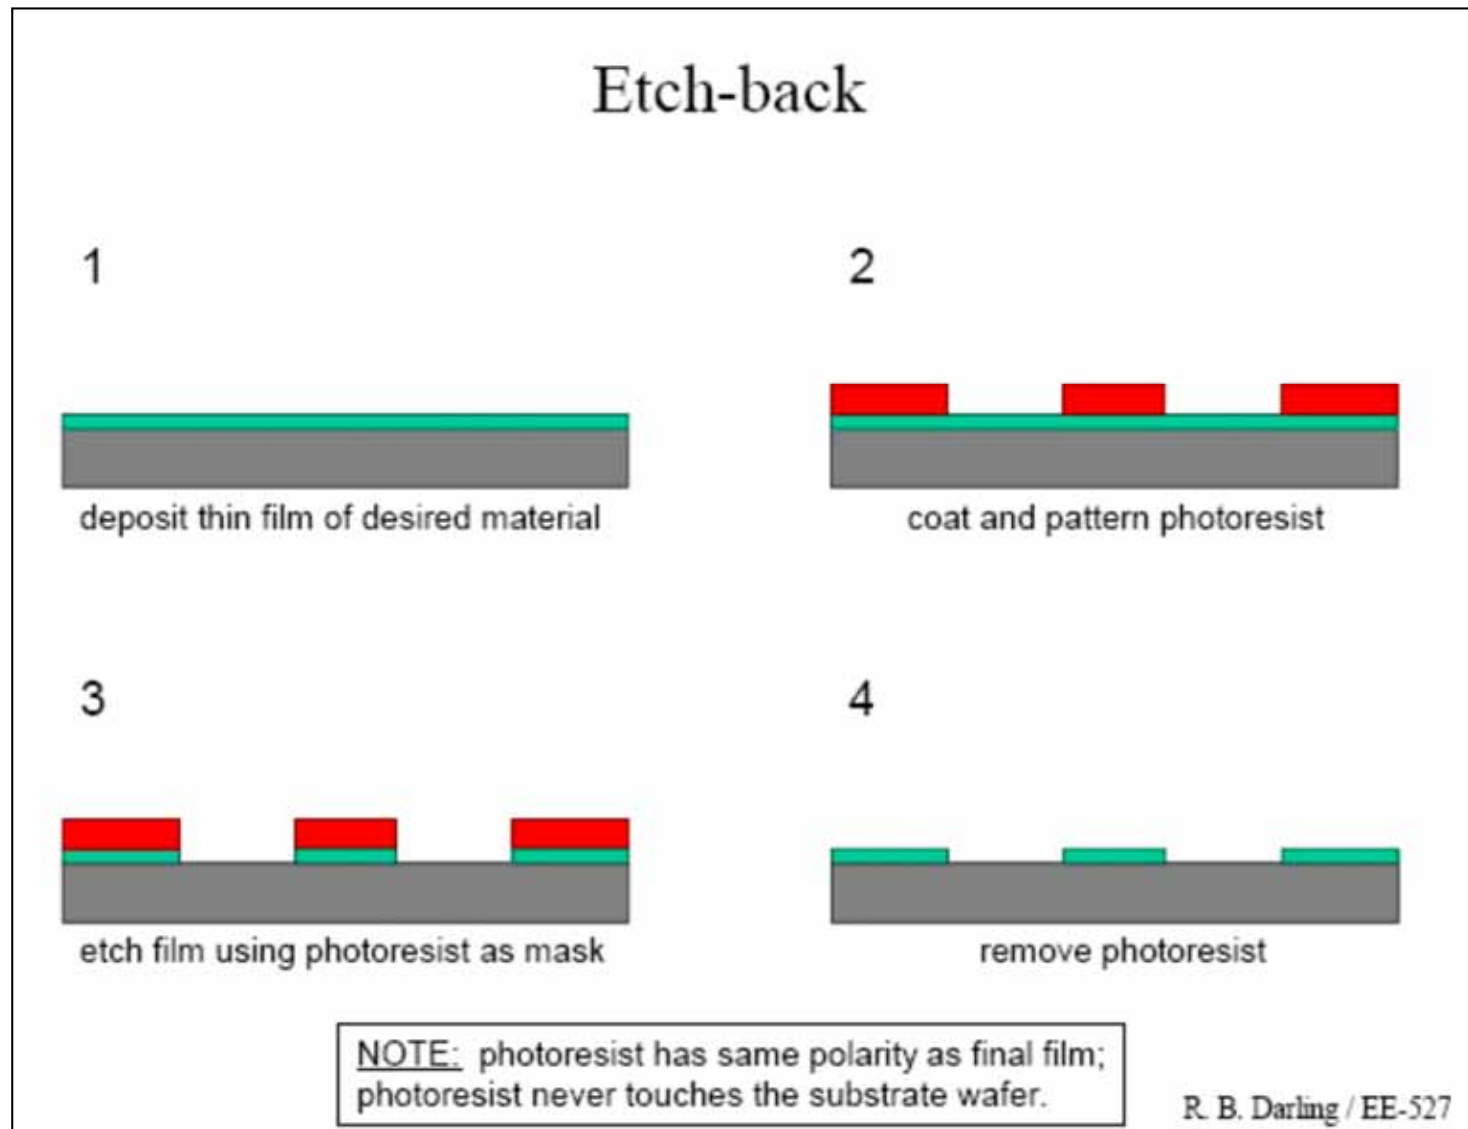 Etch-back
1
deposit thin film of desired material
2
coat and pattern photoresist
3
etch film using photoresist as mask
4
remove photoresist
NOTE: photoresist has same polarity as final film;
photoresist never touches the substrate wafer.
R. B. Darling / EE-527